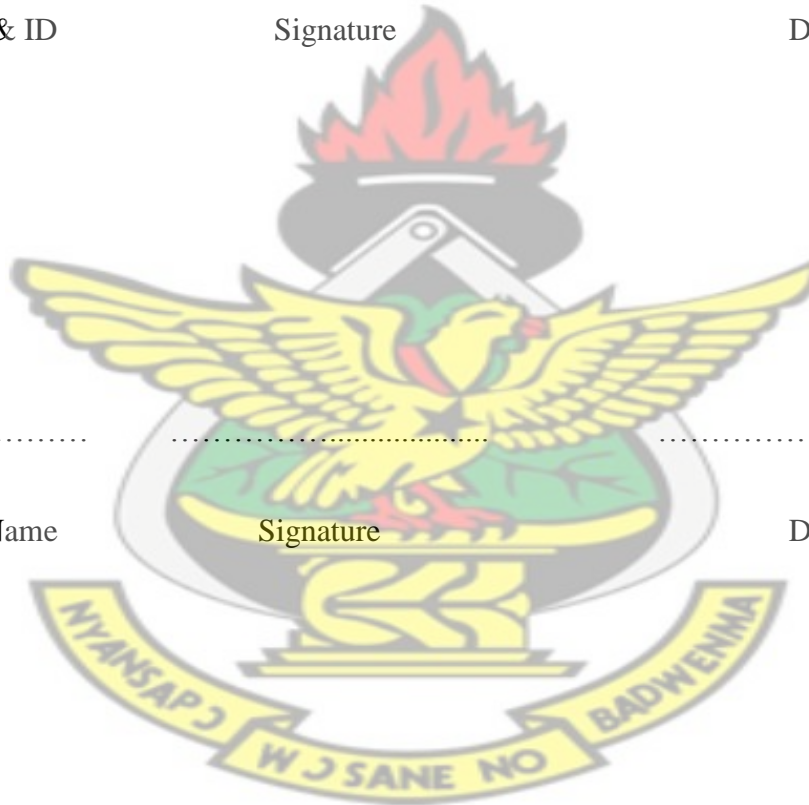 & ID Signature D
……… ……………............................ ……………
Name Signature D
NYANSAPƆ WƆSANE NO BADWENMA